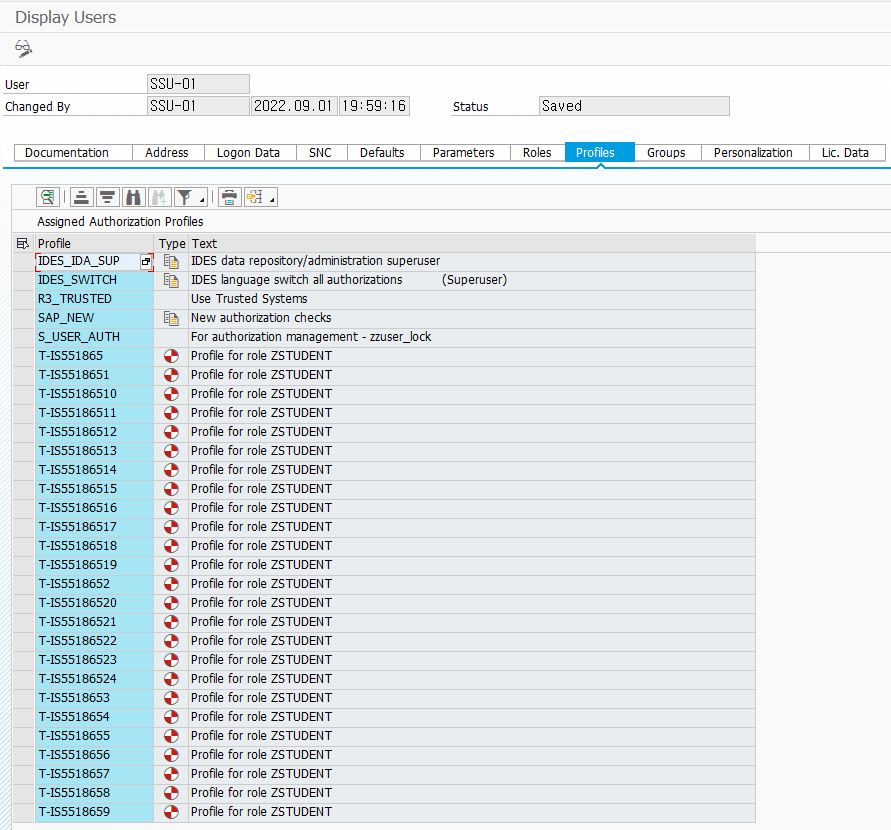 Display Users
User SSU-01
Changed By SSU-01 2022.09.01 19:59:16 Status Saved
Documentation Address Logon Data SNC Defaults Parameters Roles Profiles Groups Personalization Lic. Data
Assigned Authorization Profiles
Profile Type Text
IDES_IDA_SUP IDES data repository/administration superuser
IDES_SWITCH IDES language switch all authorizations (Superuser)
R3_TRUSTED Use Trusted Systems
SAP_NEW New authorization checks
S_USER_AUTH For authorization management - zzuser_lock
T-IS551865 Profile for role ZSTUDENT
T-IS5518651 Profile for role ZSTUDENT
T-IS55186510 Profile for role ZSTUDENT
T-IS55186511 Profile for role ZSTUDENT
T-IS55186512 Profile for role ZSTUDENT
T-IS55186513 Profile for role ZSTUDENT
T-IS55186514 Profile for role ZSTUDENT
T-IS55186515 Profile for role ZSTUDENT
T-IS55186516 Profile for role ZSTUDENT
T-IS55186517 Profile for role ZSTUDENT
T-IS55186518 Profile for role ZSTUDENT
T-IS55186519 Profile for role ZSTUDENT
T-IS5518652 Profile for role ZSTUDENT
T-IS55186520 Profile for role ZSTUDENT
T-IS55186521 Profile for role ZSTUDENT
T-IS55186522 Profile for role ZSTUDENT
T-IS55186523 Profile for role ZSTUDENT
T-IS55186524 Profile for role ZSTUDENT
T-IS5518653 Profile for role ZSTUDENT
T-IS5518654 Profile for role ZSTUDENT
T-IS5518655 Profile for role ZSTUDENT
T-IS5518656 Profile for role ZSTUDENT
T-IS5518657 Profile for role ZSTUDENT
T-IS5518658 Profile for role ZSTUDENT
T-IS5518659 Profile for role ZSTUDENT